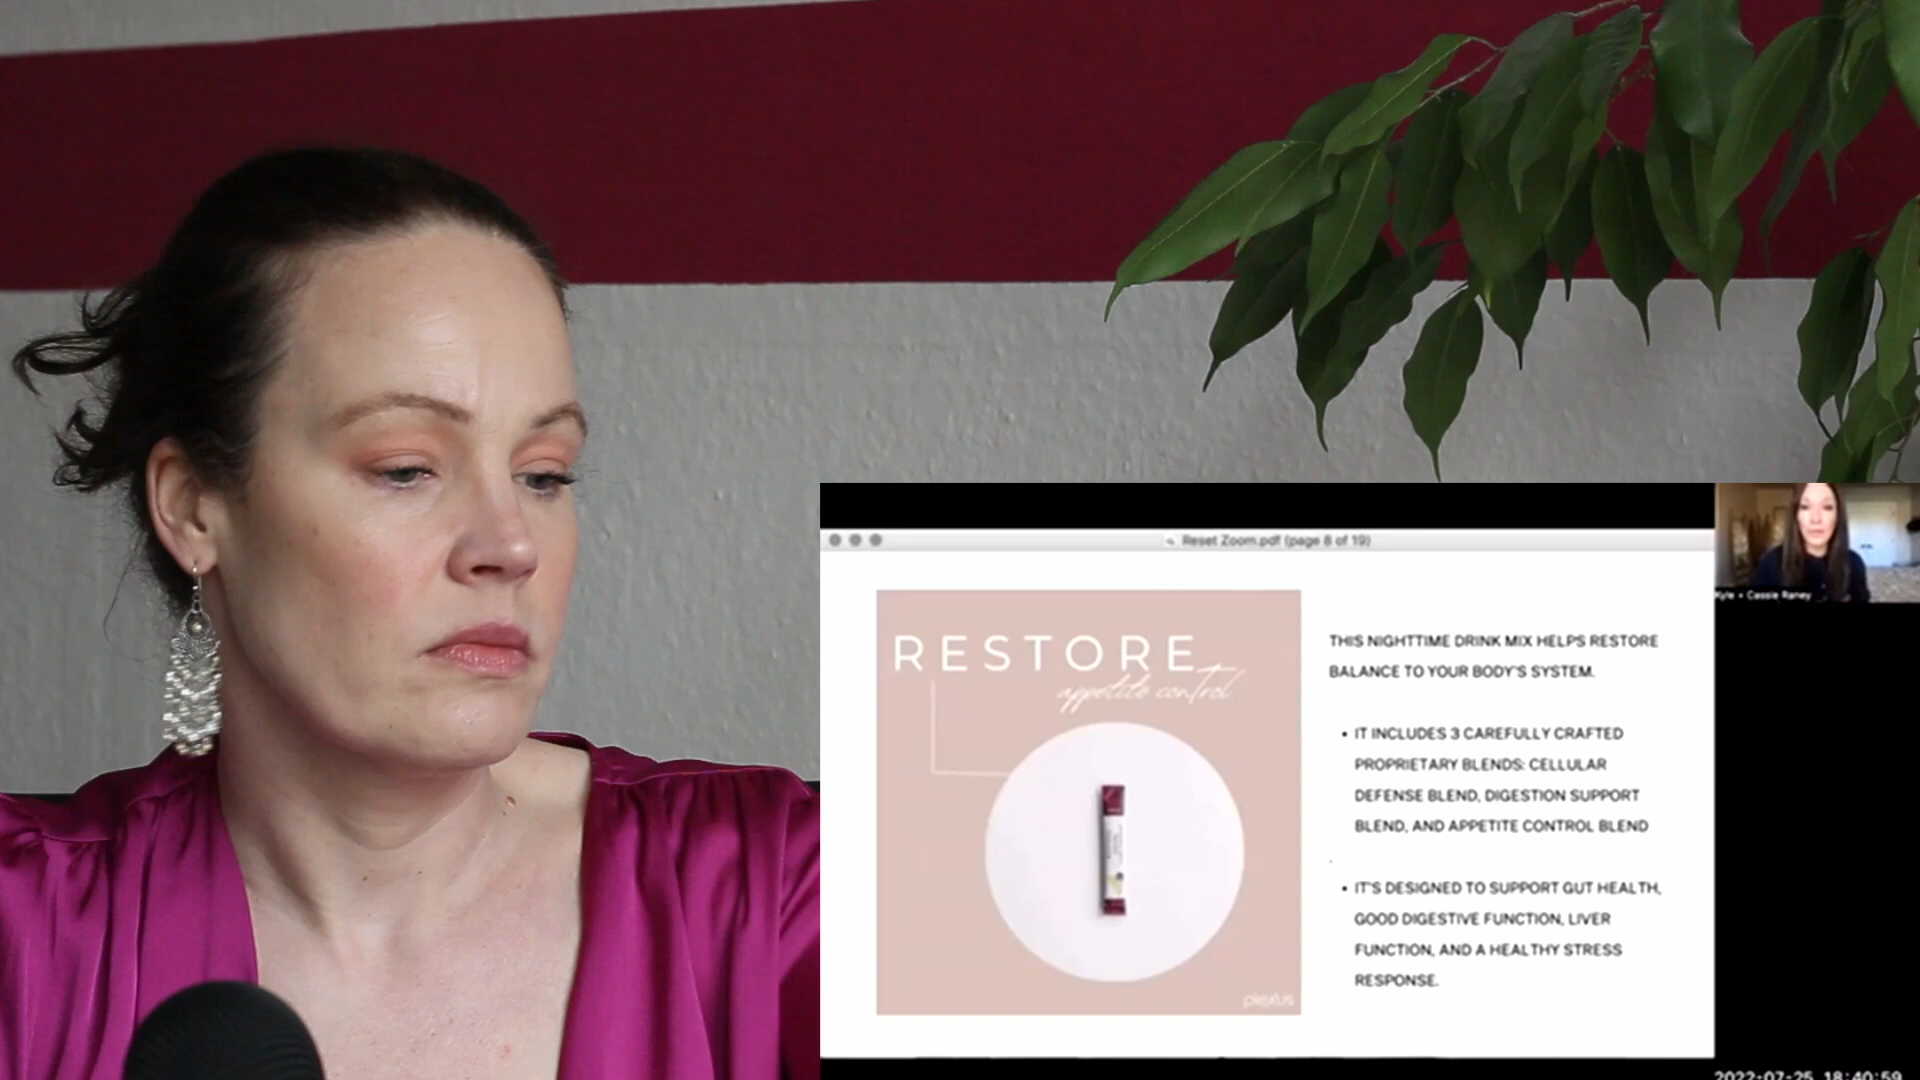 Reset Zoom.pdf (page 8 of 19)
RESTORE
appetite control
plexus
THIS NIGHTTIME DRINK MIX HELPS RESTORE
BALANCE TO YOUR BODY'S SYSTEM.
• IT INCLUDES 3 CAREFULLY CRAFTED
PROPRIETARY BLENDS: CELLULAR
DEFENSE BLEND, DIGESTION SUPPORT
BLEND, AND APPETITE CONTROL BLEND
• IT'S DESIGNED TO SUPPORT GUT HEALTH,
GOOD DIGESTIVE FUNCTION, LIVER
FUNCTION, AND A HEALTHY STRESS
RESPONSE.
Kyle + Cassie Raney
2022-07-25 18:40:59